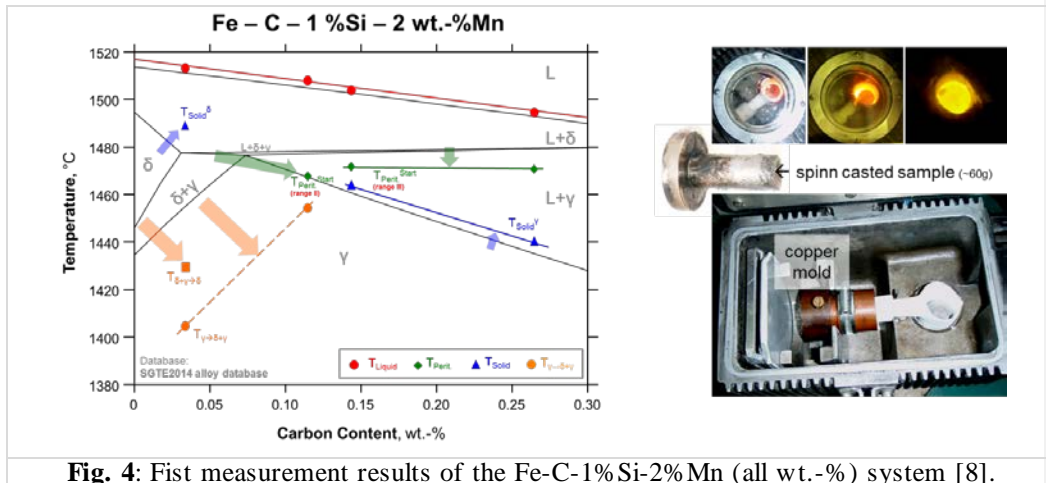 Fe – C – 1 %Si – 2 wt.-%Mn
1520
1500
1480
1460
1440
1420
1400
1380
Temperature, °C
0
0.05
0.10
0.15
0.20
0.25
0.30
Carbon Content, wt.-%
L
L+δ
L+δ+γ
L+γ
δ
δ+γ
γ
TSolidδ
TPerit.Start
(range II)
TPerit.Start
(range III)
TSolidγ
Tδ+γ→δ
Tγ→δ+γ
Database:
SGTE2014 alloy database
TLiquid
TPerit.
TSolid
Tγ↔δ+γ
spinn casted sample (~60g)
copper
mold
Fig. 4: Fist measurement results of the Fe-C-1%Si-2%Mn (all wt.-%) system [8].